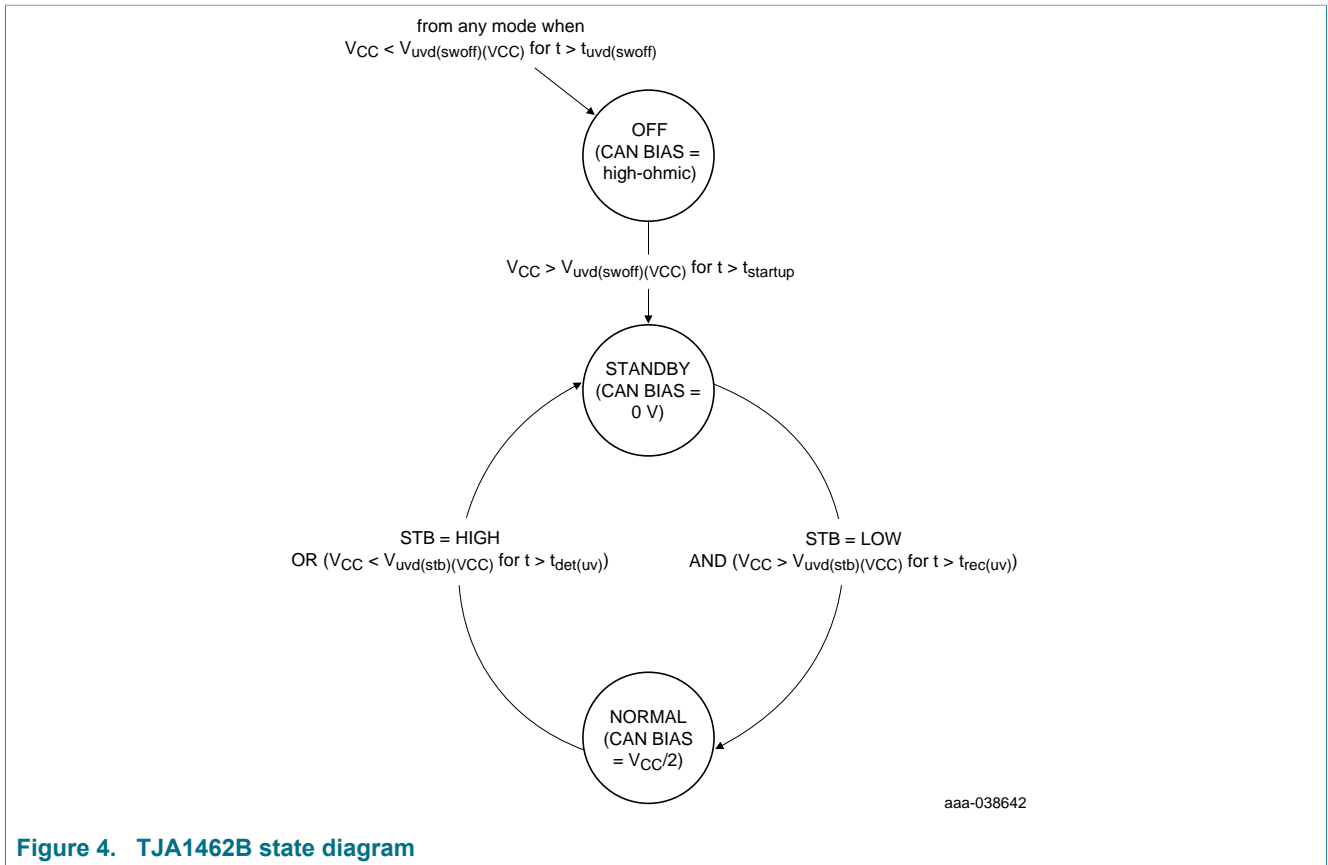 from any mode when
VCC < Vuvd(swoff)(VCC) for t > tuvd(swoff)
OFF
(CAN BIAS =
high-ohmic)
VCC > Vuvd(swoff)(VCC) for t > tstartup
STANDBY
(CAN BIAS =
0 V)
STB = HIGH
OR (VCC < Vuvd(stb)(VCC) for t > tdet(uv))
STB = LOW
AND (VCC > Vuvd(stb)(VCC) for t > trec(uv))
NORMAL
(CAN BIAS
= VCC/2)
aaa-038642
Figure 4. TJA1462B state diagram